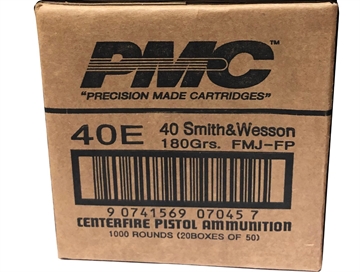 PMC™
"PRECISION MADE CARTRIDGES"
40E 40 Smith&Wesson
180Grs. FMJ-FP
9 0741569 07045 7
CENTERFIRE PISTOL AMMUNITION
1000 ROUNDS (20BOXES OF 50)